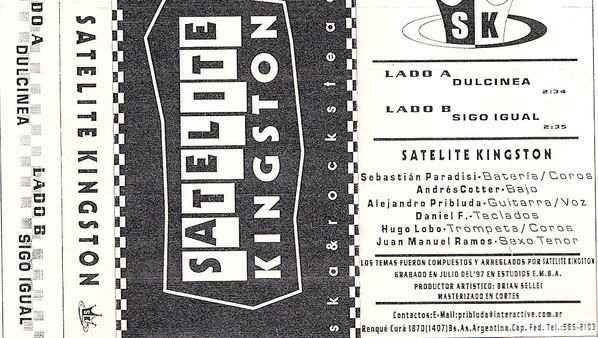 LADO A
DULCINEA
LADO B
SIGO IGUAL
SATELITE KINGSTON
SATELITE
KINGSTON
ska&rockstea
SK
LADO A DULCINEA
2:34
LADO B SIGO IGUAL
2:35
SATELITE KINGSTON
Sebastián Paradisi-Batería/Coros
Andrés Cotter-Bajo
Alejandro Pribluda-Guitarra/Voz
Daniel F.-Teclados
Hugo Lobo-Trompeta/Coros
Juan Manuel Ramos-Saxo Tenor
LOS TEMAS FUERON COMPUESTOS Y ARREGLADOS POR SATELITE KINGSTON
GRABADO EN JULIO DEL'97 EN ESTUDIOS E.M.B.A.
PRODUCTOR ARTISTICO: BRIAN SELLEI
MASTERIZADO EN CORTES
Contactos:E-Mail:pribluda@interactive.com.ar
Renqué Curá 1870(1407)Bs.As.Argentina.Cap. Fed. Tel.:566-2103